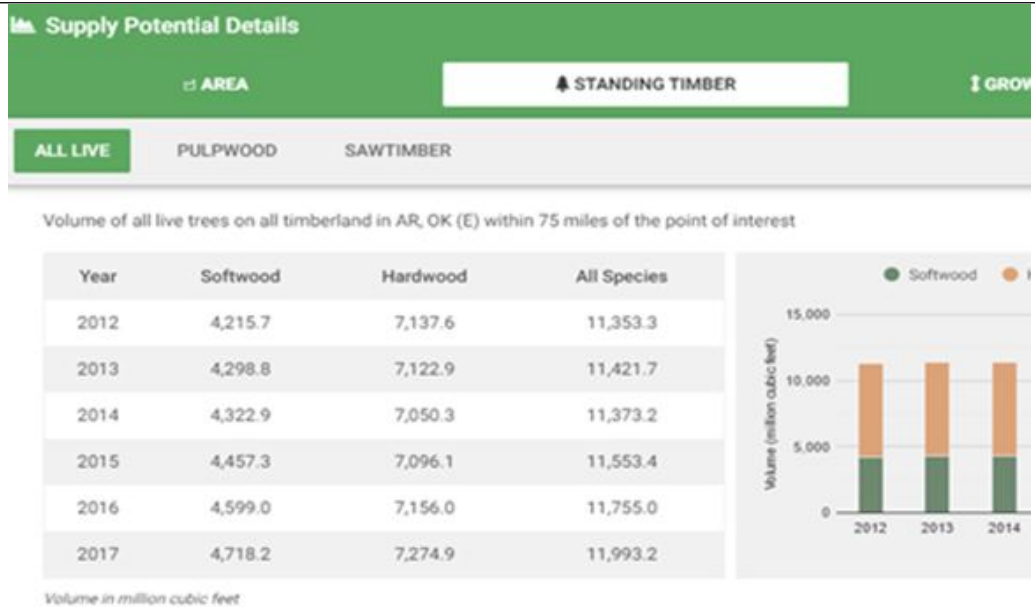 Supply Potential Details
AREA STANDING TIMBER GROW
ALL LIVE PULPWOOD SAWTIMBER
Volume of all live trees on all timberland in AR, OK (E) within 75 miles of the point of interest
Year Softwood Hardwood All Species
2012 4,215.7 7,137.6 11,353.3
2013 4,298.8 7,122.9 11,421.7
2014 4,322.9 7,050.3 11,373.2
2015 4,457.3 7,096.1 11,553.4
2016 4,599.0 7,156.0 11,755.0
2017 4,718.2 7,274.9 11,993.2
Volume in million cubic feet
Softwood H
Volume (million cubic feet)
15,000
10,000
5,000
0
2012 2013 2014